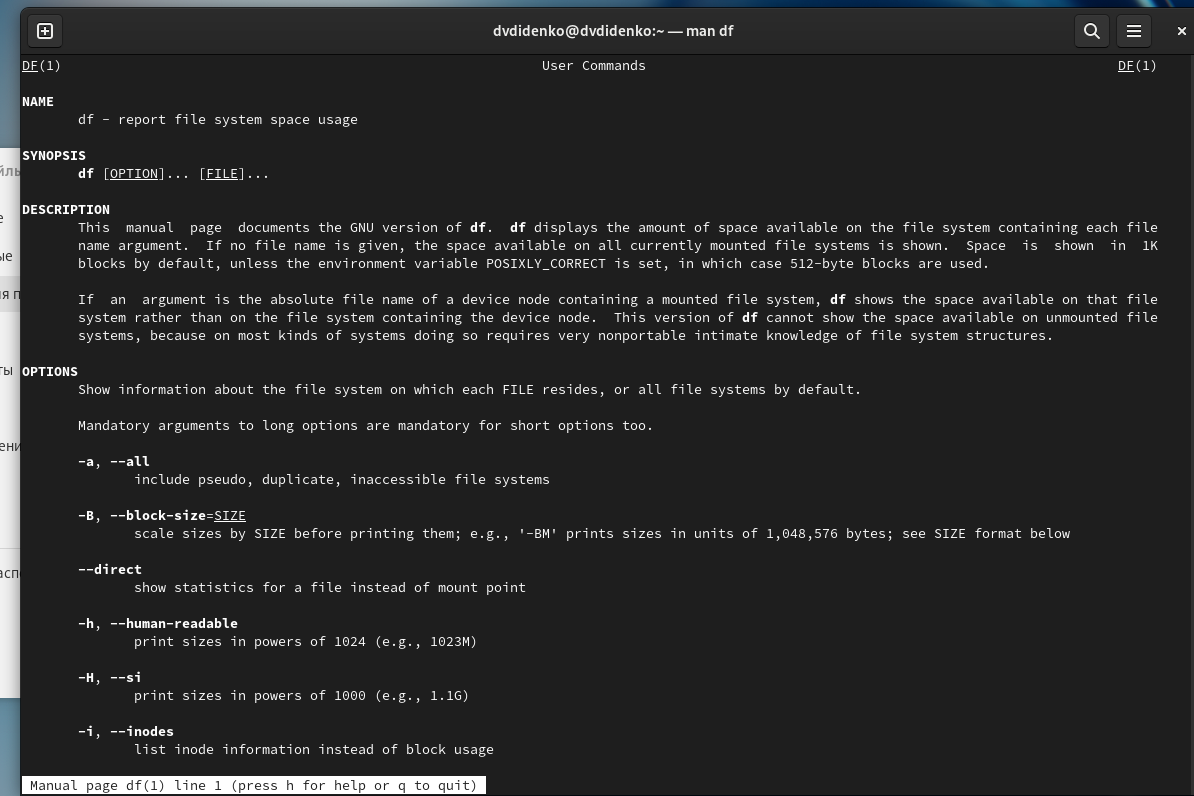 dvdidenko@dvdidenko:~ — man df
DF(1) User Commands DF(1)
NAME
df - report file system space usage
SYNOPSIS
df [OPTION]... [FILE]...
DESCRIPTION
This manual page documents the GNU version of df. df displays the amount of space available on the file system containing each file
name argument. If no file name is given, the space available on all currently mounted file systems is shown. Space is shown in 1K
blocks by default, unless the environment variable POSIXLY_CORRECT is set, in which case 512-byte blocks are used.
If an argument is the absolute file name of a device node containing a mounted file system, df shows the space available on that file
system rather than on the file system containing the device node. This version of df cannot show the space available on unmounted file
systems, because on most kinds of systems doing so requires very nonportable intimate knowledge of file system structures.
OPTIONS
Show information about the file system on which each FILE resides, or all file systems by default.
Mandatory arguments to long options are mandatory for short options too.
-a, --all
include pseudo, duplicate, inaccessible file systems
-B, --block-size=SIZE
scale sizes by SIZE before printing them; e.g., '-BM' prints sizes in units of 1,048,576 bytes; see SIZE format below
--direct
show statistics for a file instead of mount point
-h, --human-readable
print sizes in powers of 1024 (e.g., 1023M)
-H, --si
print sizes in powers of 1000 (e.g., 1.1G)
-i, --inodes
list inode information instead of block usage
Manual page df(1) line 1 (press h for help or q to quit)